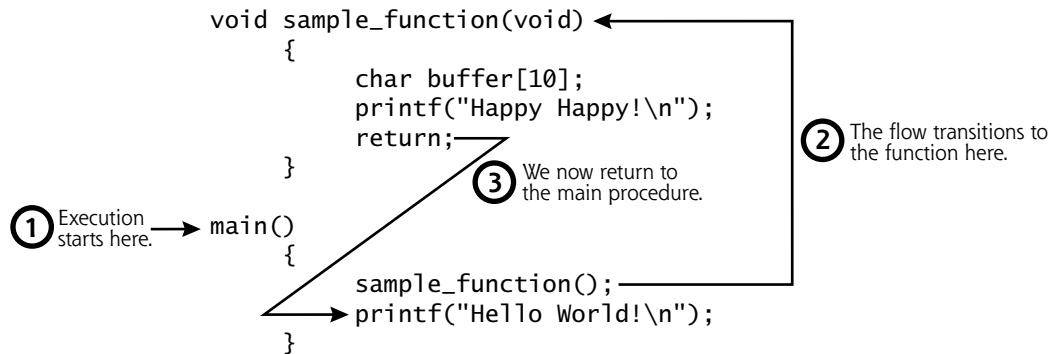 void sample_function(void)
{
char buffer[10];
printf("Happy Happy!\n");
return;
}
2 The flow transitions to
the function here.
3 We now return to
the main procedure.
1 Execution
starts here.
main()
{
sample_function();
printf("Hello World!\n");
}